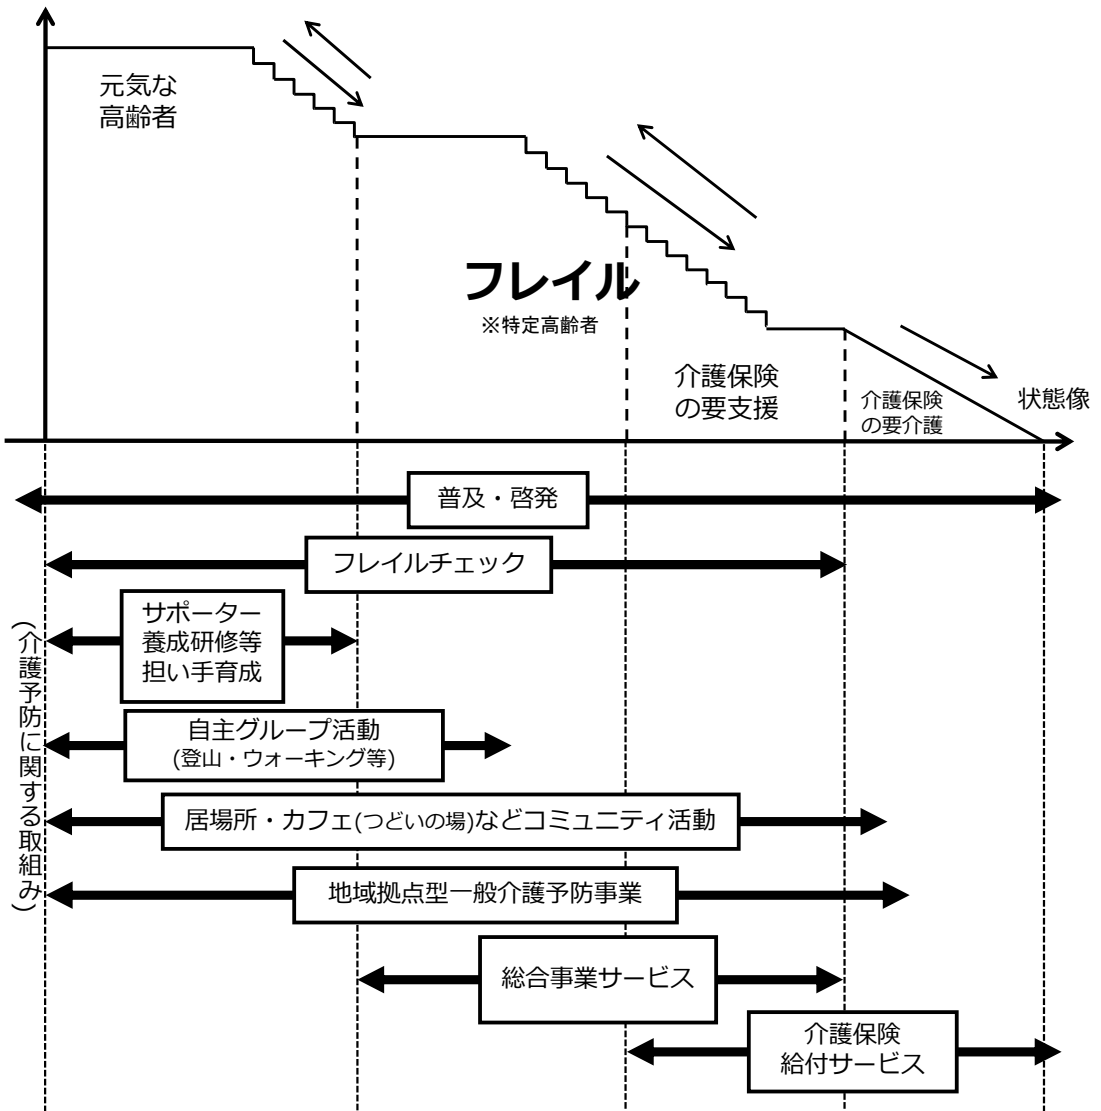 元気な
高齢者
フレイル
※特定高齢者
介護保険
の要支援
介護保険
の要介護
状態像
普及・啓発
フレイルチェック
サポーター
養成研修等
担い手育成
(介護予防に関する取組み)
自主グループ活動
(登山・ウォーキング等)
居場所・カフェ(つどいの場)などコミュニティ活動
地域拠点型一般介護予防事業
総合事業サービス
介護保険
給付サービス